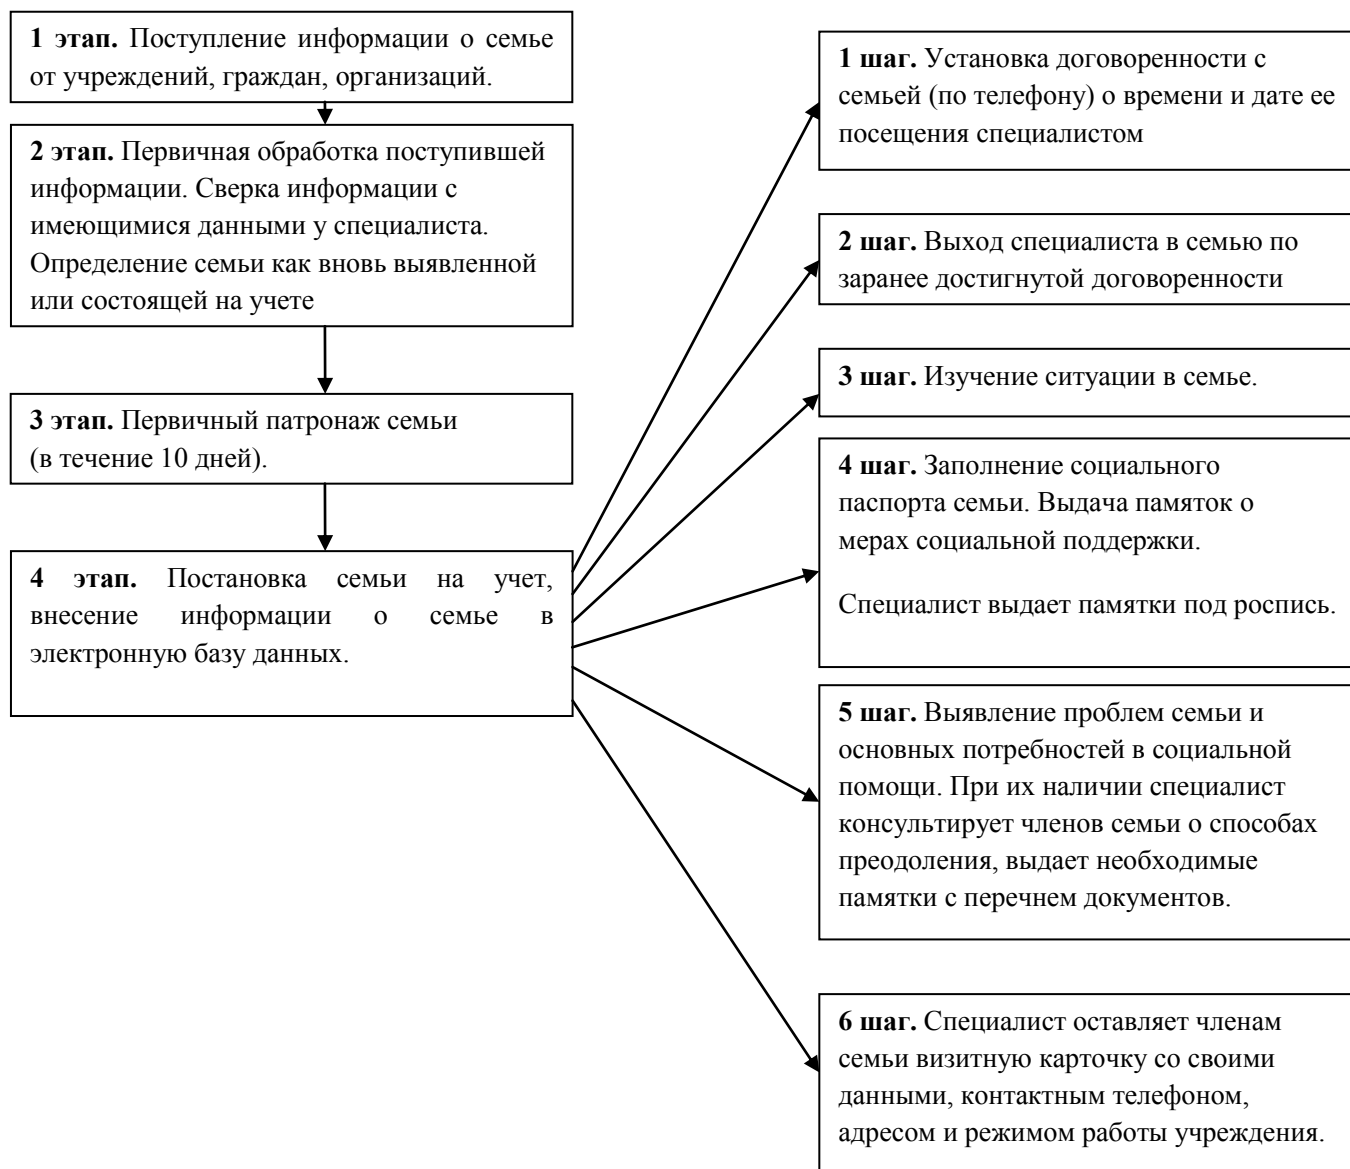 1 этап. Поступление информации о семье
от учреждений, граждан, организаций.
2 этап. Первичная обработка поступившей
информации. Сверка информации с
имеющимися данными у специалиста.
Определение семьи как вновь выявленной
или состоящей на учете
3 этап. Первичный патронаж семьи
(в течение 10 дней).
4 этап. Постановка семьи на учет,
внесение информации о семье в
электронную базу данных.
1 шаг. Установка договоренности с
семьей (по телефону) о времени и дате ее
посещения специалистом
2 шаг. Выход специалиста в семью по
заранее достигнутой договоренности
3 шаг. Изучение ситуации в семье.
4 шаг. Заполнение социального
паспорта семьи. Выдача памяток о
мерах социальной поддержки.
Специалист выдает памятки под роспись.
5 шаг. Выявление проблем семьи и
основных потребностей в социальной
помощи. При их наличии специалист
консультирует членов семьи о способах
преодоления, выдает необходимые
памятки с перечнем документов.
6 шаг. Специалист оставляет членам
семьи визитную карточку со своими
данными, контактным телефоном,
адресом и режимом работы учреждения.